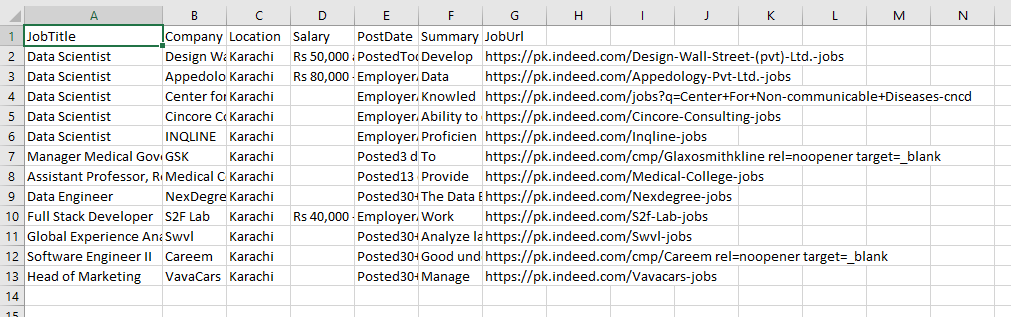 A B C D E F G H I J K L M N
1 JobTitle Company Location Salary PostDate Summary JobUrl
2 Data Scientist Design Wa Karachi Rs 50,000 a PostedToo Develop https://pk.indeed.com/Design-Wall-Street-(pvt)-Ltd.-jobs
3 Data Scientist Appedolo Karachi Rs 80,000 - EmployerA Data https://pk.indeed.com/Appedology-Pvt-Ltd.-jobs
4 Data Scientist Center for Karachi EmployerA Knowled https://pk.indeed.com/jobs?q=Center+For+Non-communicable+Diseases-cncd
5 Data Scientist Cincore Co Karachi EmployerA Ability to https://pk.indeed.com/Cincore-Consulting-jobs
6 Data Scientist INQLINE Karachi EmployerA Proficien https://pk.indeed.com/Inqline-jobs
7 Manager Medical Gove GSK Karachi Posted3 d To https://pk.indeed.com/cmp/Glaxosmithkline rel=noopener target=_blank
8 Assistant Professor, Re Medical C Karachi Posted13 Provide https://pk.indeed.com/Medical-College-jobs
9 Data Engineer NexDegre Karachi Posted30+ The Data E https://pk.indeed.com/Nexdegree-jobs
10 Full Stack Developer S2F Lab Karachi Rs 40,000 - EmployerA Work https://pk.indeed.com/S2f-Lab-jobs
11 Global Experience Ana Swvl Karachi Posted30+ Analyze la https://pk.indeed.com/Swvl-jobs
12 Software Engineer II Careem Karachi Posted30+ Good und https://pk.indeed.com/cmp/Careem rel=noopener target=_blank
13 Head of Marketing VavaCars Karachi Posted30+ Manage https://pk.indeed.com/Vavacars-jobs
14
15